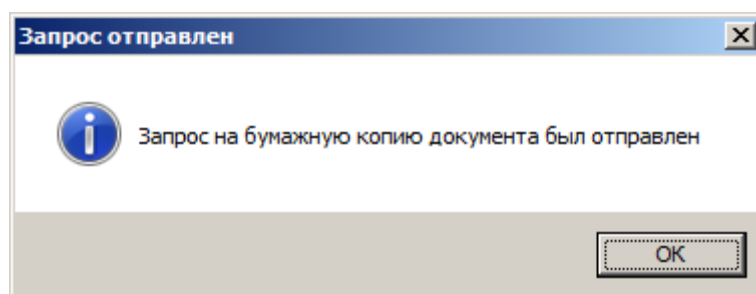 Запрос отправлен
Запрос на бумажную копию документа был отправлен
OK